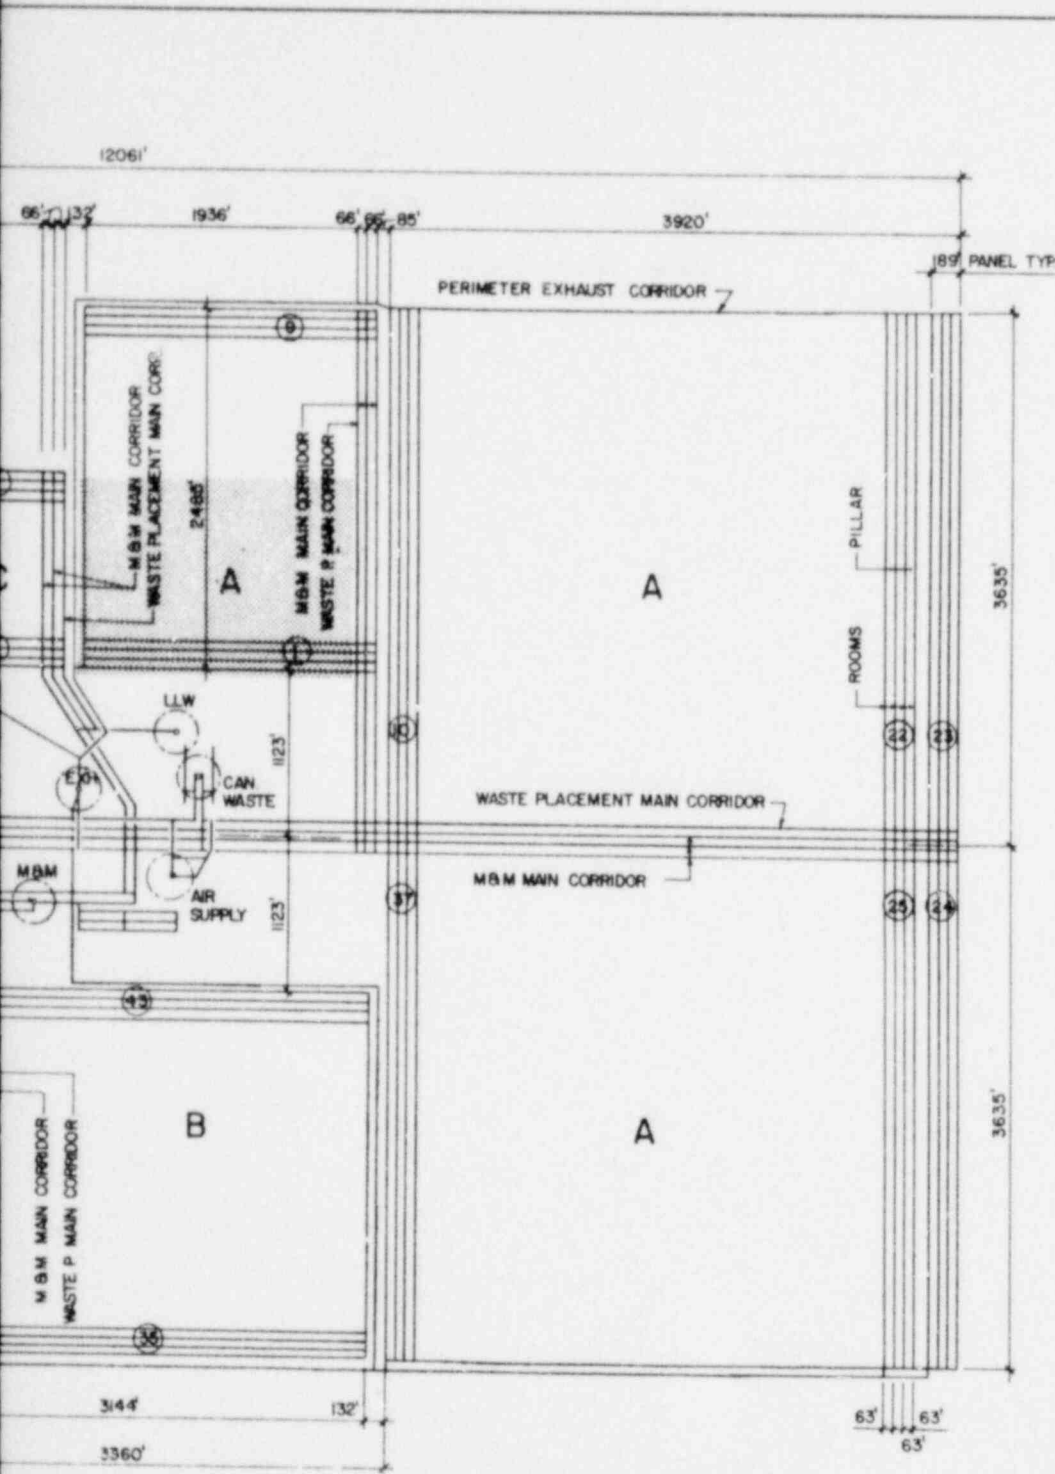 12061'
66'
132'
1936'
66'
66'
85'
3920'
189'
PANEL TYP
PERIMETER EXHAUST CORRIDOR
9
M&M MAIN CORRIDOR
WASTE PLACEMENT MAIN CORR.
M&M MAIN CORRIDOR
WASTE P. MAIN CORRIDOR
A
A
PILLAR
3635'
ROOMS
1
LLW
10
22
23
1123'
EXH
CAN
WASTE
WASTE PLACEMENT MAIN CORRIDOR
M&M
M&M MAIN CORRIDOR
AIR
SUPPLY
37
25
24
1123'
43
B
A
3635'
M&M MAIN CORRIDOR
WASTE P MAIN CORRIDOR
3144'
132'
63'
63'
63'
3360'